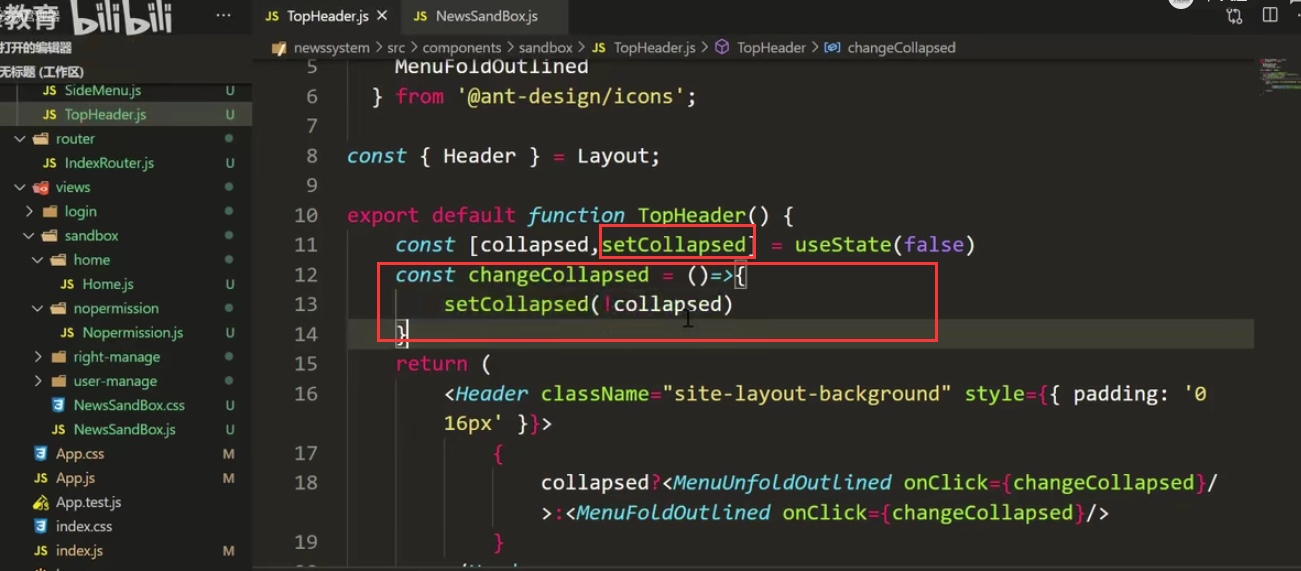 教育 bilibili
打开的编辑器
无标题 (工作区)
JS SideMenu.js U
JS TopHeader.js U
router
JS IndexRouter.js U
views
login
sandbox
home
JS Home.js U
nopermission
JS Nopermission.js U
right-manage
user-manage
NewsSandBox.css U
JS NewsSandBox.js U
App.css M
JS App.js M
App.test.js U
index.css U
JS index.js M
JS TopHeader.js × JS NewsSandBox.js
newssystem > src > components > sandbox > JS TopHeader.js > TopHeader > changeCollapsed
5 MenuFoldOutlined
6 } from '@ant-design/icons';
7
8 const { Header } = Layout;
9
10 export default function TopHeader() {
11 const [collapsed,setCollapsed] = useState(false)
12 const changeCollapsed = ()=>{
13 setCollapsed(!collapsed)
14 }
15 return (
16 <Header className="site-layout-background" style={{ padding: '0
16px' }}>
17 {
18 collapsed?<MenuUnfoldOutlined onClick={changeCollapsed}/
>:<MenuFoldOutlined onClick={changeCollapsed}/>
19 }